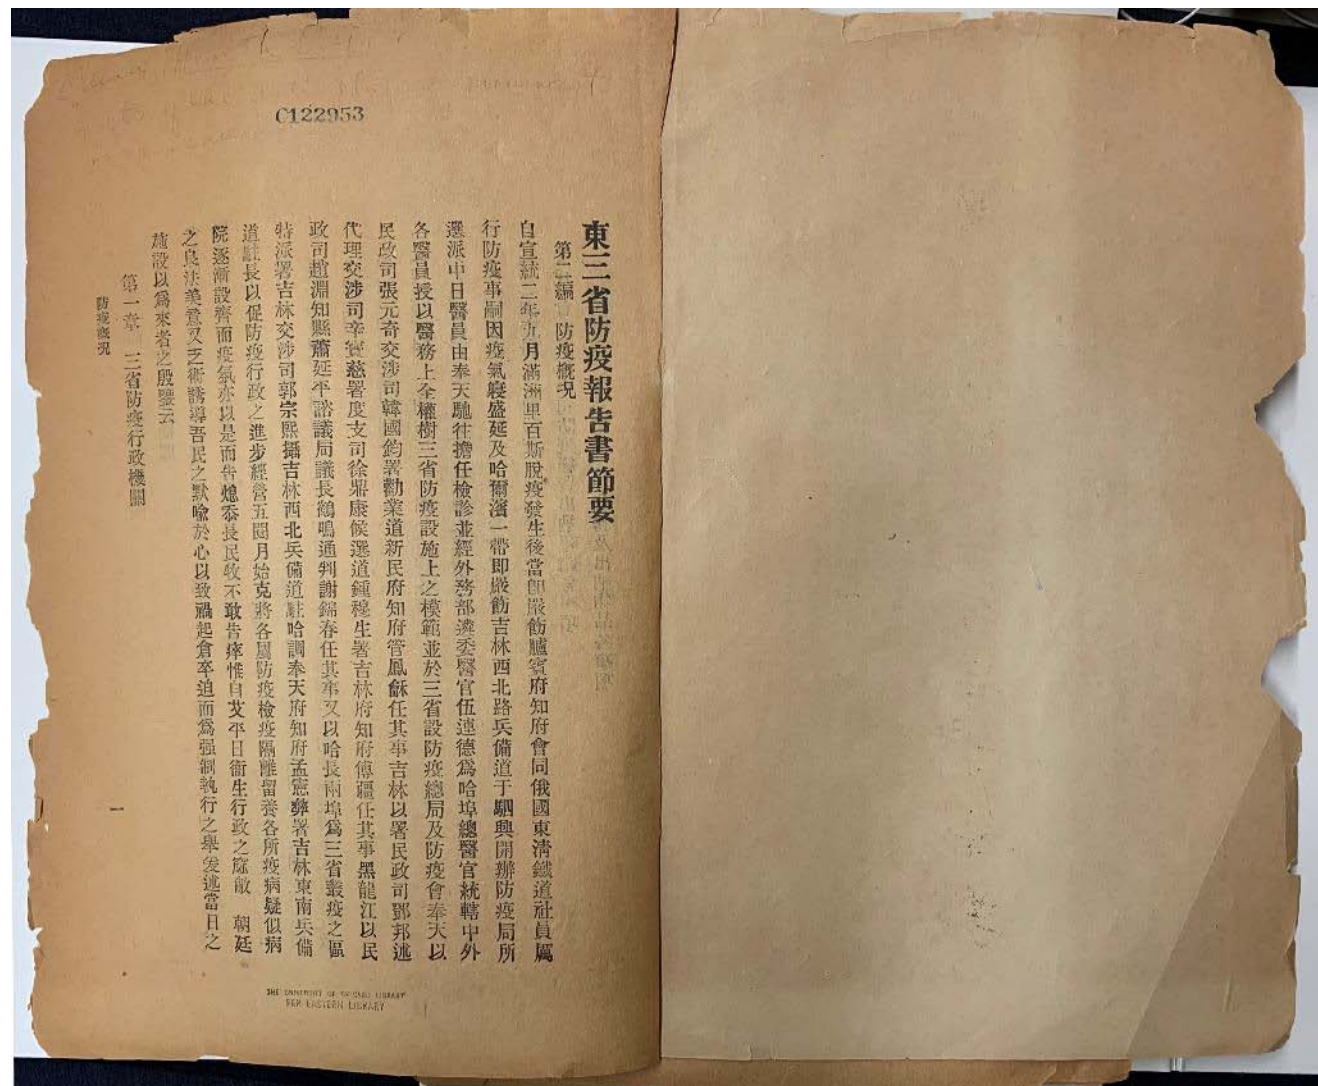 C122953
東三省防疫報告書節要
第二編 防疫概況
自宣統二年九月滿洲里百斯脫疫發生後當卽嚴飭臚賓府知府會同俄國東淸鐵道社員厲
行防疫事嗣因疫氣寖盛延及哈爾濱一帶即嚴飭吉林西北路兵備道于駟興開辦防疫局所
選派中日醫員由奉天馳往擔任檢診並經外務部遴委醫官伍連德爲哈埠總醫官統轄中外
各醫員授以醫務上全權樹三省防疫設施上之模範並於三省設防疫總局及防疫會奉天以
民政司張元奇交涉司韓國鈞署勸業道新民府知府管鳳龢任其事吉林以署民政司鄧邦述
代理交涉司辛寶慈署度支司徐鼎康候選道鍾穆生署吉林府知府傅疆任其事黑龍江以民
政司趙淵知縣蕭延平諮議局議長鶴鳴通判謝錦春任其事又以哈長兩埠爲三省叢疫之區
特派署吉林交涉司郭宗熙攝吉林西北兵備道駐哈調奉天府知府孟憲彝署吉林東南兵備
道駐長以促防疫行政之進步經營五閱月始克將各屬防疫檢疫隔離留養各所疫病疑似病
院逐漸設齊而疫氛亦以是而告熄忝長民牧不敢告瘁惟自艾平日衞生行政之窳敝 朝廷
之良法美意又乏術誘導吾民之默喩於心以致禍起倉卒迫而爲强制執行之舉爰述當日之
施設以爲來者之殷鑒云
第一章 三省防疫行政機關
防疫概況
一
THE UNIVERSITY OF CHICAGO LIBRARY
FAR EASTERN LIBRARY